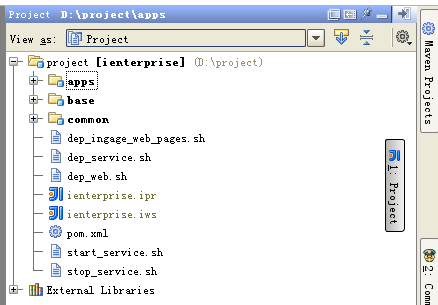 Project D:\project\apps
View as: Project
project [ienterprise] (D:\project)
apps
base
common
dep_ingage_web_pages.sh
dep_service.sh
dep_web.sh
ienterprise.ipr
ienterprise.iws
pom.xml
start_service.sh
stop_service.sh
External Libraries
Maven Projects
1: Project
2: Com